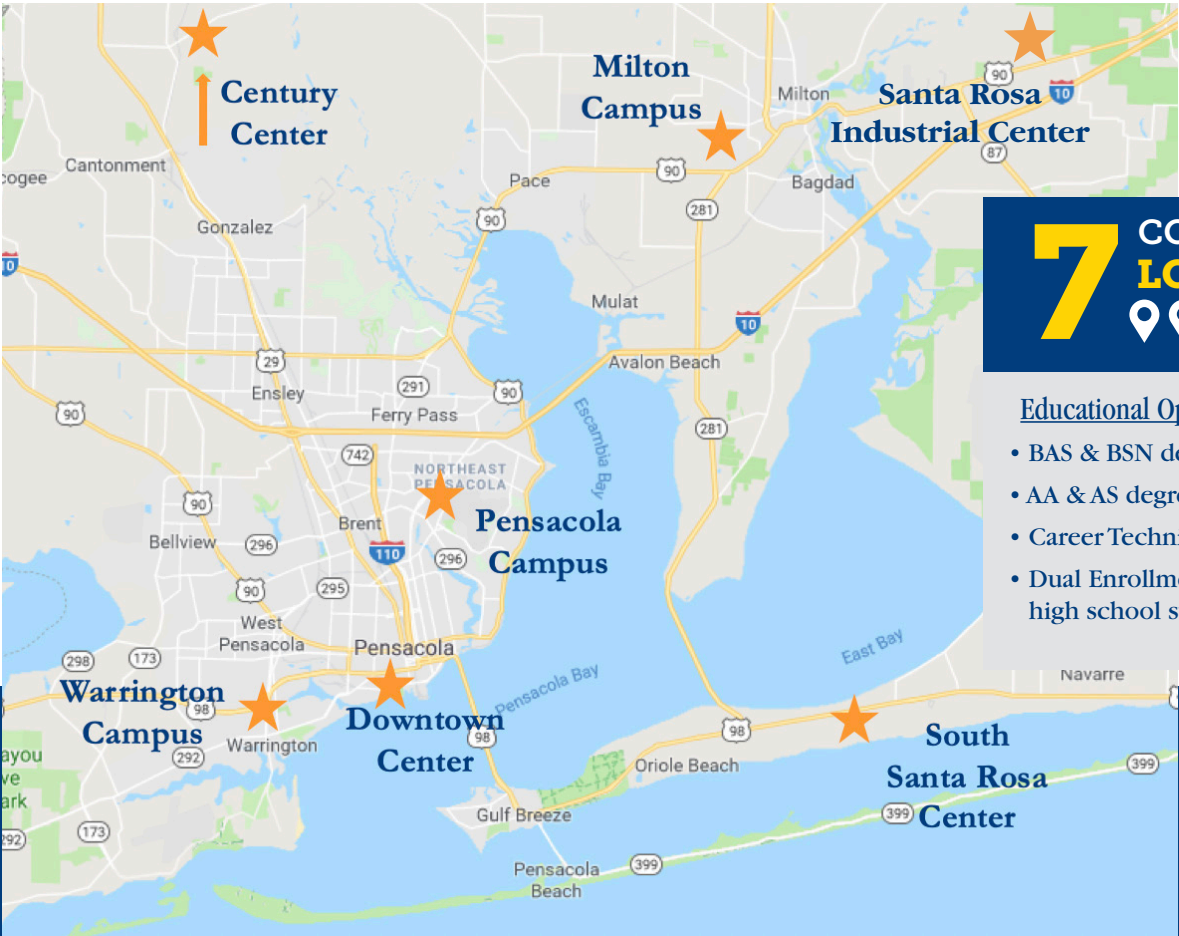 Century
Center
Milton
Campus
Milton
90
Santa Rosa
10
Industrial Center
87
Cantonment
Pace
90
Bagdad
281
Gonzalez
90
7
Mulat
10
Avalon Beach
29
Ensley
291
90
Ferry Pass
90
281
Escambia Bay
742
NORTHEAST
PENSACOLA
90
Brent
Pensacola
Campus
Bellview
296
110
296
90
295
West
Pensacola
Pensacola
298
173
East Bay
Pensacola Bay
Navarre
Warrington
Campus
98
Warrington
292
Downtown
Center
98
98
South
Santa Rosa
Center
Oriole Beach
399
399
Gulf Breeze
173
Pensacola
Beach
399
Educational
• BAS & BSN
• AA & AS
• Career
• Dual
high school